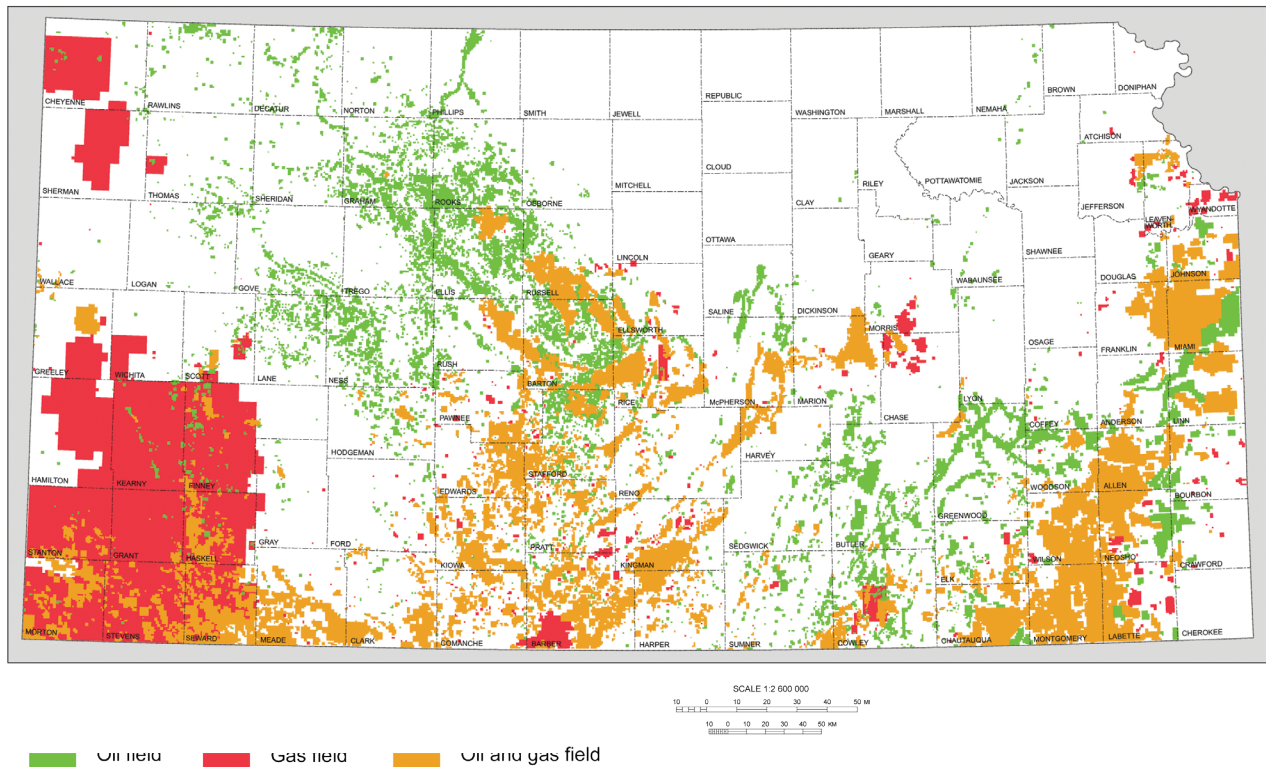 CHEYENNE
RAWLINS
DECATUR
NORTON
PHILLIPS
SMITH
JEWELL
REPUBLIC
WASHINGTON
MARSHALL
NEMAHA
BROWN
DONIPHAN
ATCHISON
SHERMAN
THOMAS
SHERIDAN
GRAHAM
ROOKS
OSBORNE
MITCHELL
CLOUD
CLAY
RILEY
POTTAWATOMIE
JACKSON
JEFFERSON
LEAVEN-
WORTH
WYANDOTTE
WALLACE
LOGAN
GOVE
TREGO
ELLIS
RUSSELL
LINCOLN
OTTAWA
SALINE
DICKINSON
GEARY
MORRIS
WABAUNSEE
SHAWNEE
OSAGE
DOUGLAS
JOHNSON
FRANKLIN
MIAMI
GREELEY
WICHITA
SCOTT
LANE
NESS
RUSH
BARTON
ELLSWORTH
RICE
McPHERSON
MARION
CHASE
LYON
COFFEY
ANDERSON
LINN
HAMILTON
KEARNY
FINNEY
HODGEMAN
PAWNEE
EDWARDS
STAFFORD
RENO
HARVEY
BUTLER
GREENWOOD
WOODSON
ALLEN
BOURBON
STANTON
GRANT
HASKELL
GRAY
FORD
KIOWA
PRATT
KINGMAN
SEDGWICK
ELK
WILSON
NEOSHO
CRAWFORD
MORTON
STEVENS
SEWARD
MEADE
CLARK
COMANCHE
BARBER
HARPER
SUMNER
COWLEY
CHAUTAUQUA
MONTGOMERY
LABETTE
CHEROKEE
SCALE 1:2 600 000
10 0 10 20 30 40 50 MI
10 0 10 20 30 40 50 KM
Oil field Gas field Oil and gas field